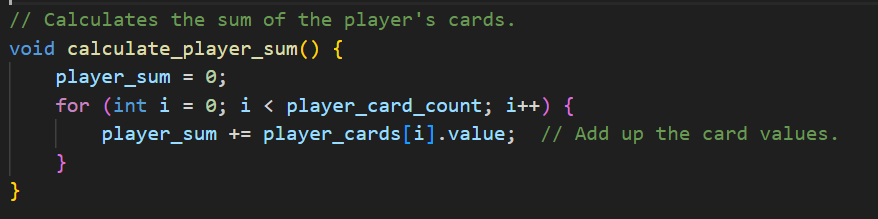 // Calculates the sum of the player's cards.
void calculate_player_sum() {
    player_sum = 0;
    for (int i = 0; i < player_card_count; i++) {
        player_sum += player_cards[i].value;  // Add up the card values.
    }
}